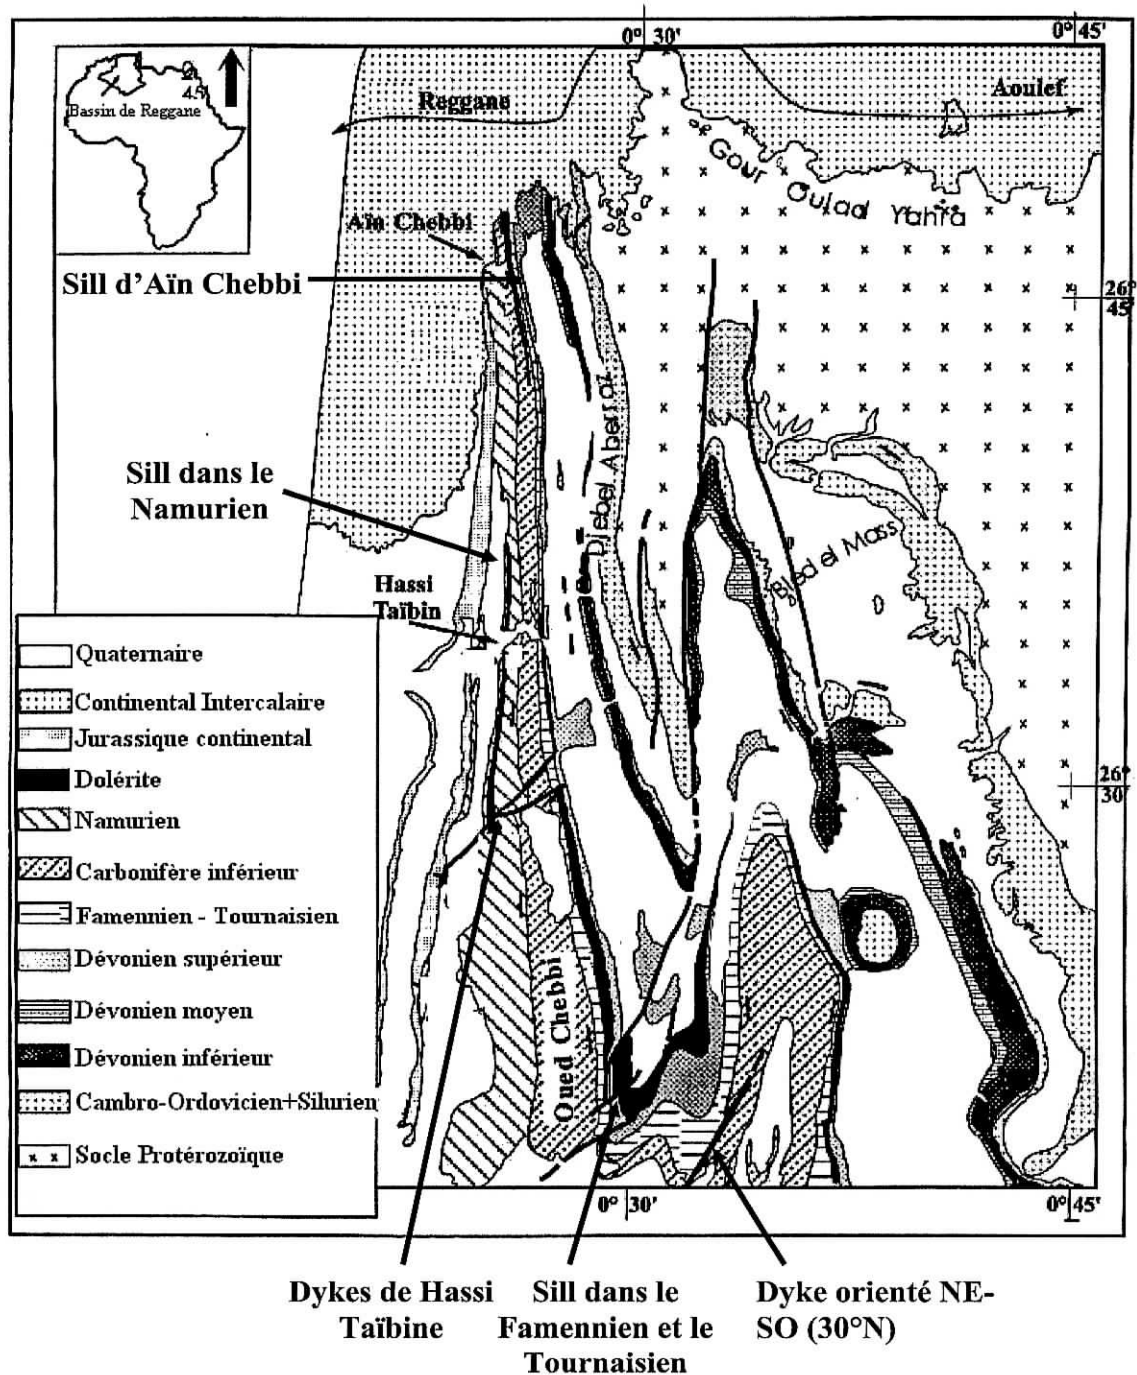 0° 30'
0° 45'
Bassin de Reggane
Reggane
Aoulef
Gour Oulad Yahia
Aïn Chebbi
Sill d'Aïn Chebbi
26°
45'
Djebel Aberraz
Sill dans le
Namurien
Bled el Mass
Hassi
Taïbin
Quaternaire
Continental Intercalaire
Jurassique continental
Dolérite
Namurien
Carbonifère inférieur
Famennien - Tournaisien
Dévonien supérieur
Dévonien moyen
Dévonien inférieur
Cambro-Ordovicien+Silurien
x x Socle Protérozoïque
26°
30'
Oued Chebbi
0° 30'
0° 45'
Dykes de Hassi
Taïbine
Sill dans le
Famennien et le
Tournaisien
Dyke orienté NE-
SO (30°N)